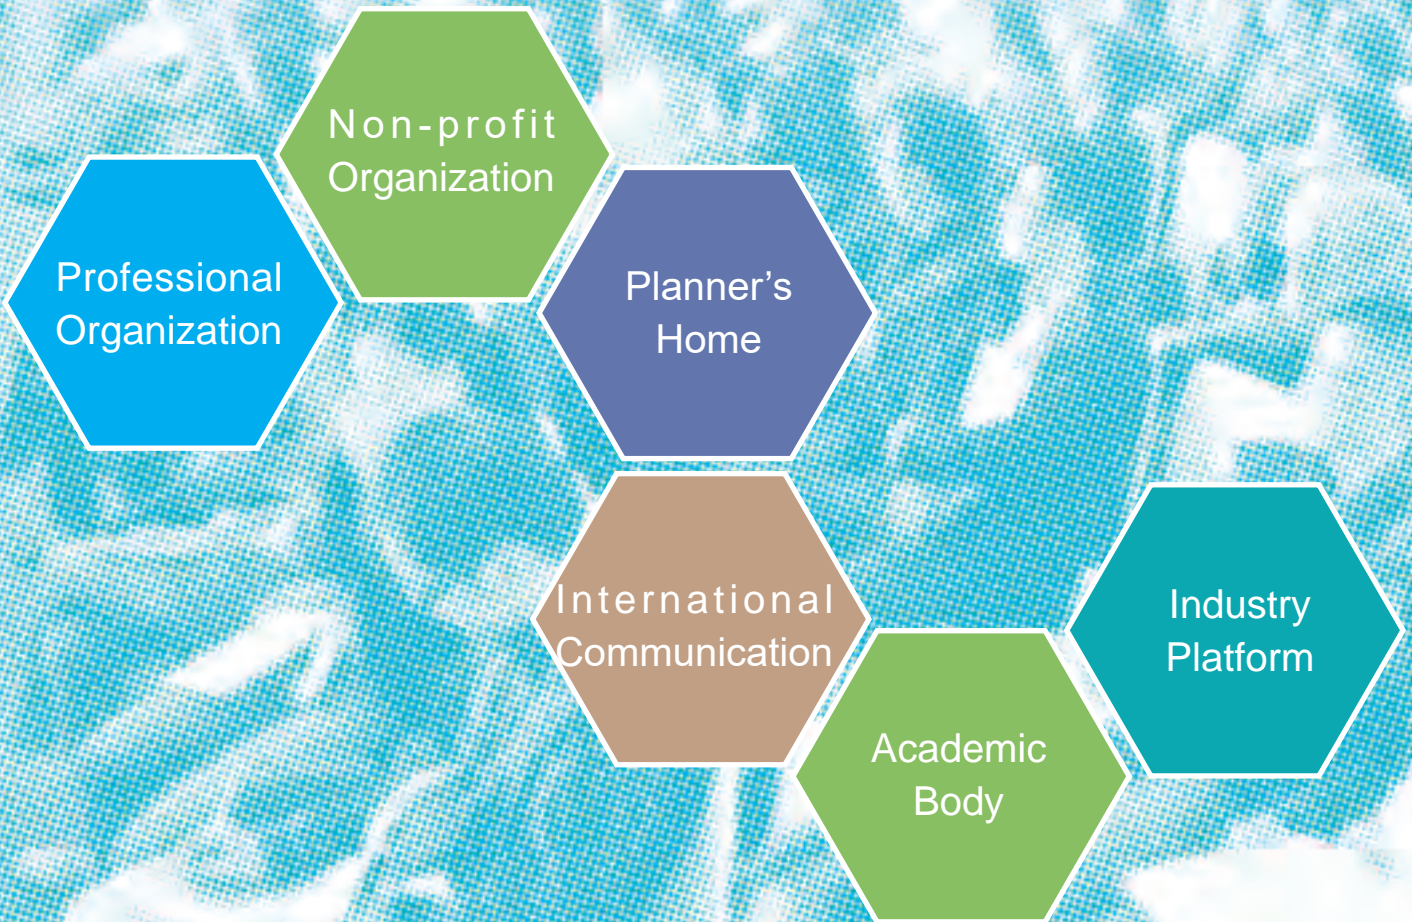 Non-profit
Organization
Professional
Organization
Planner’s
Home
International
Communication
Industry
Platform
Academic
Body